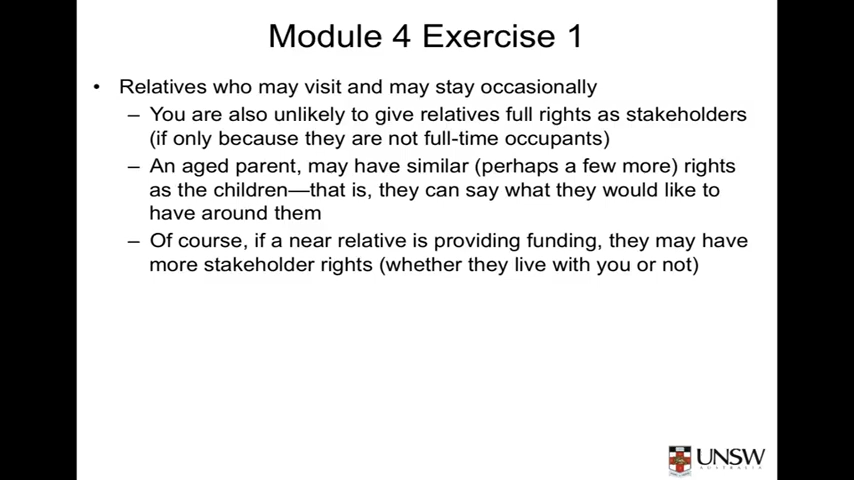 Module 4 Exercise 1
• Relatives who may visit and may stay occasionally
– You are also unlikely to give relatives full rights as stakeholders
(if only because they are not full-time occupants)
– An aged parent, may have similar (perhaps a few more) rights
as the children—that is, they can say what they would like to
have around them
– Of course, if a near relative is providing funding, they may have
more stakeholder rights (whether they live with you or not)
UNSW
AUSTRALIA